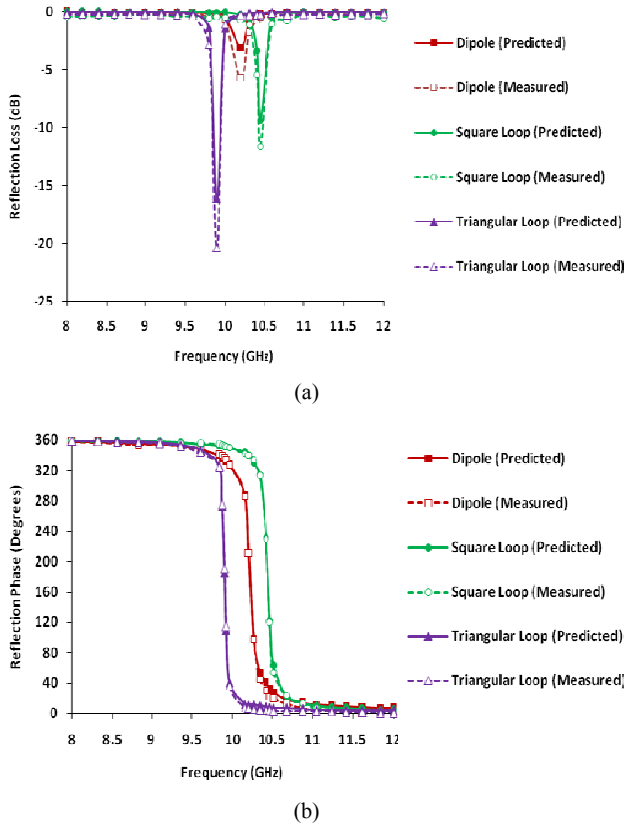 0
-5
-10
-15
-20
-25
Reflection Loss (dB)
8 8.5 9 9.5 10 10.5 11 11.5 12
Frequency (GHz)
Dipole (Predicted)
Dipole (Measured)
Square Loop (Predicted)
Square Loop (Measured)
Triangular Loop (Predicted)
Triangular Loop (Measured)
(a)
360
320
280
240
200
160
120
80
40
0
Reflection Phase (Degrees)
8 8.5 9 9.5 10 10.5 11 11.5 12
Frequency (GHz)
Dipole (Predicted)
Dipole (Measured)
Square Loop (Predicted)
Square Loop (Measured)
Triangular Loop (Predicted)
Triangular Loop (Measured)
(b)